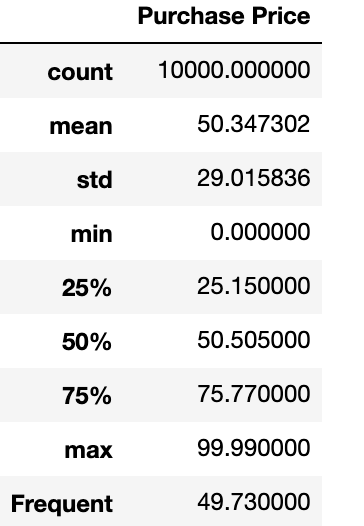 Purchase Price
count 10000.000000
mean 50.347302
std 29.015836
min 0.000000
25% 25.150000
50% 50.505000
75% 75.770000
max 99.990000
Frequent 49.730000